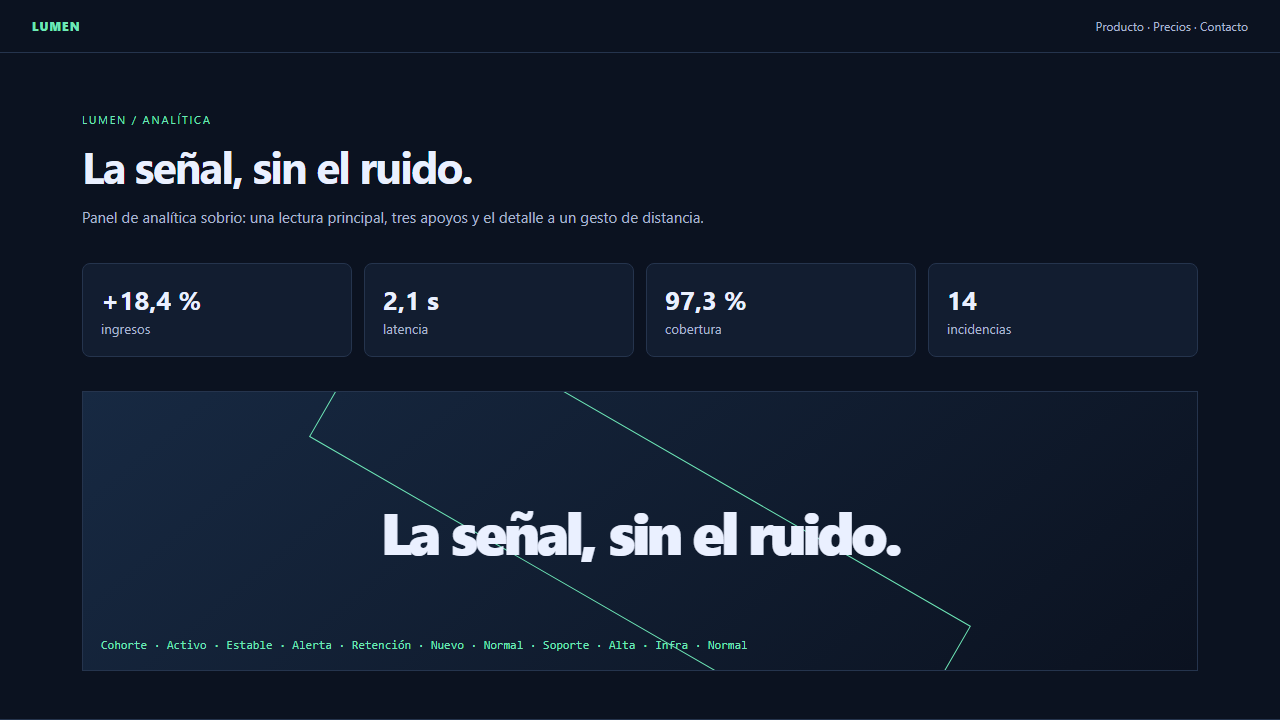 LUMEN
Producto · Precios · Contacto
LUMEN / ANALÍTICA
La señal, sin el ruido.
Panel de analítica sobrio: una lectura principal, tres apoyos y el detalle a un gesto de distancia.
+18,4 %
ingresos
2,1 s
latencia
97,3 %
cobertura
14
incidencias
La señal, sin el ruido.
Cohorte · Activo · Estable · Alerta · Retención · Nuevo · Normal · Soporte · Alta · Infra · Normal